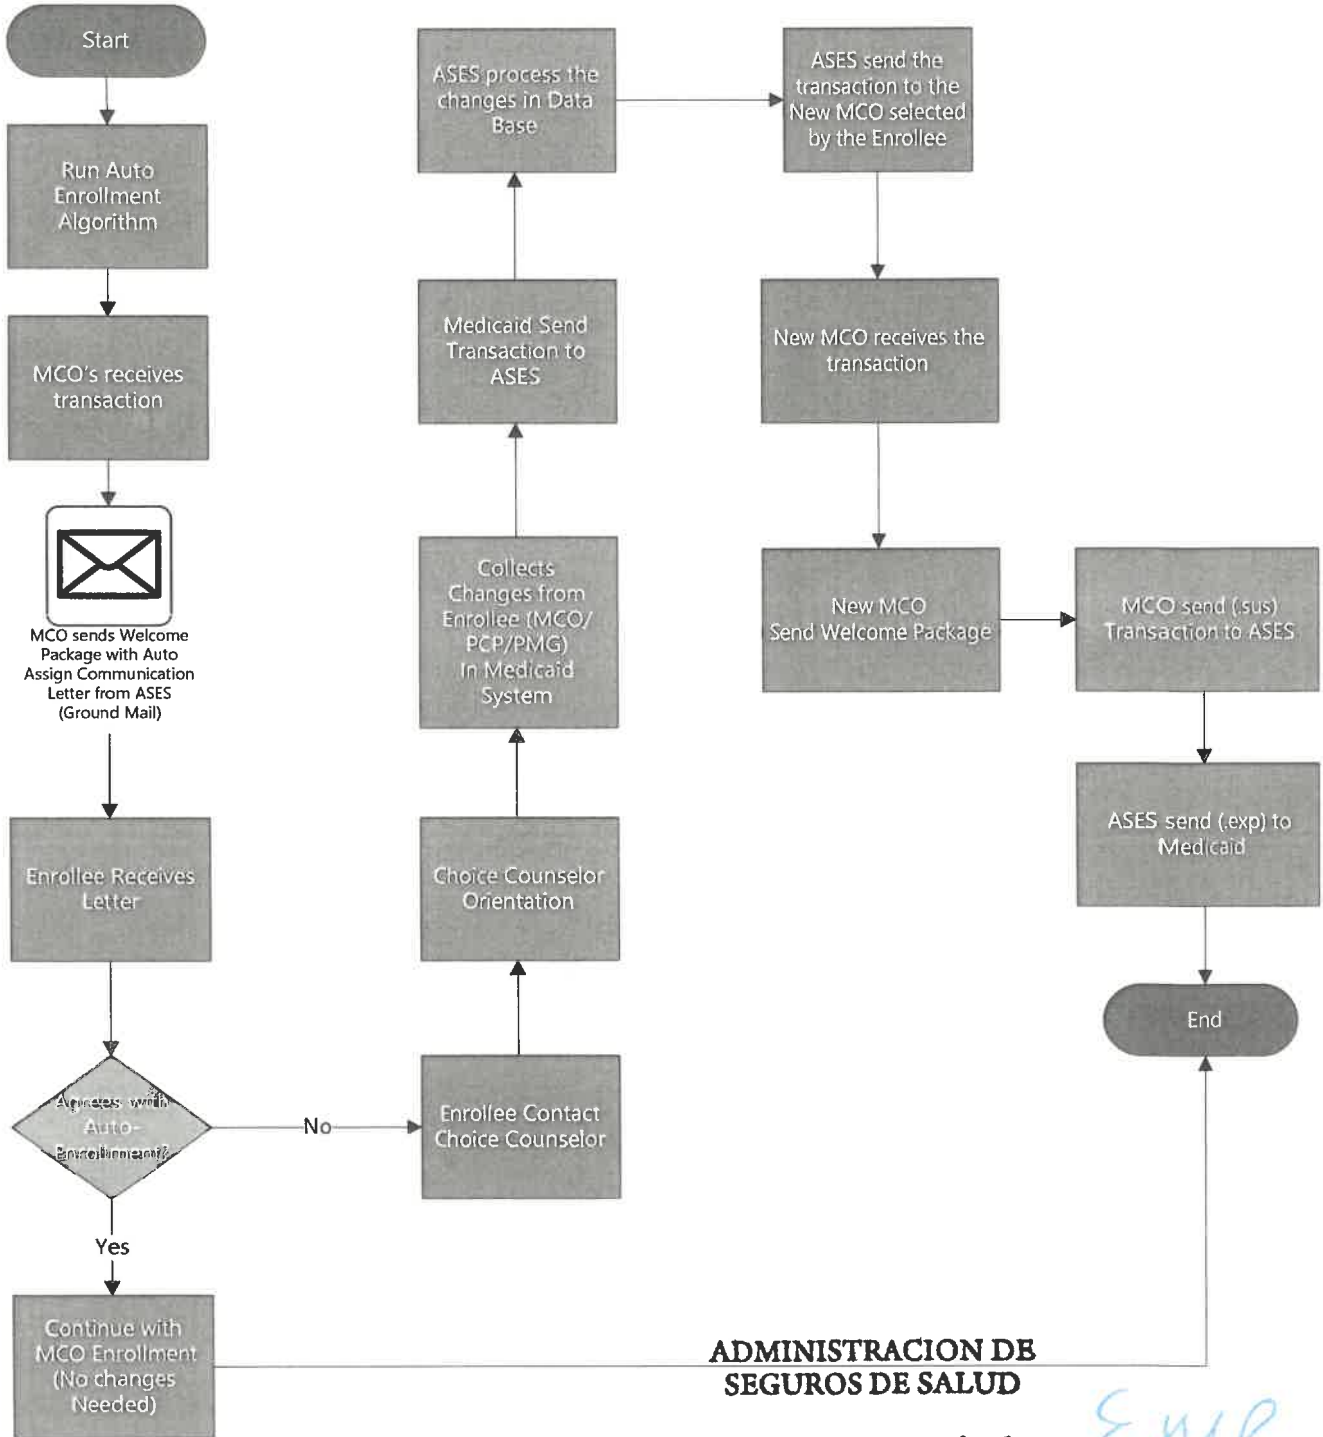 Start
Run Auto
Enrollment
Algorithm
MCO's receives
transaction
MCO sends Welcome
Package with Auto
Assign Communication
Letter from ASES
(Ground Mail)
Enrollee Receives
Letter
Agrees with
Auto-
Enrollment?
No
Yes
Continue with
MCO Enrollment
(No changes
Needed)
Enrollee Contact
Choice Counselor
Choice Counselor
Orientation
Collects
Changes from
Enrollee (MCO/
PCP/PMG)
In Medicaid
System
Medicaid Send
Transaction to
ASES
ASES process the
changes in Data
Base
ASES send the
transaction to the
New MCO selected
by the Enrollee
New MCO receives the
transaction
New MCO
Send Welcome Package
MCO send (.sus)
Transaction to ASES
ASES send (.exp) to
Medicaid
End
ADMINISTRACION DE
SEGUROS DE SALUD